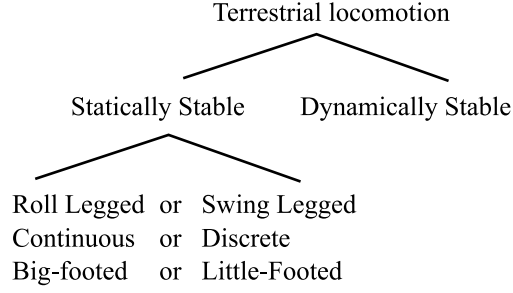 Terrestrial locomotion
Statically Stable Dynamically Stable
Roll Legged or Swing Legged
Continuous or Discrete
Big-footed or Little-Footed